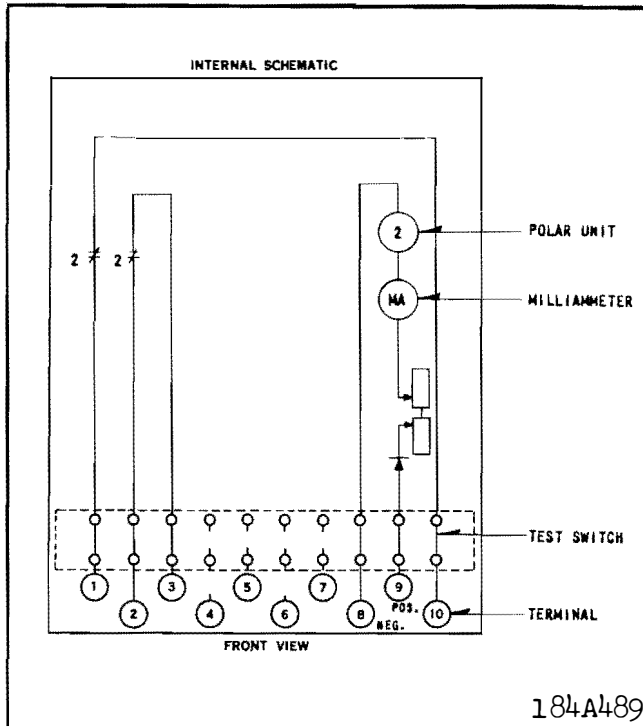 INTERNAL SCHEMATIC
2
POLAR UNIT
2
2
MA
MILLIAMMETER
TEST SWITCH
1
3
5
7
9
2
4
6
8
10
POS.
NEG.
TERMINAL
FRONT VIEW
184A489